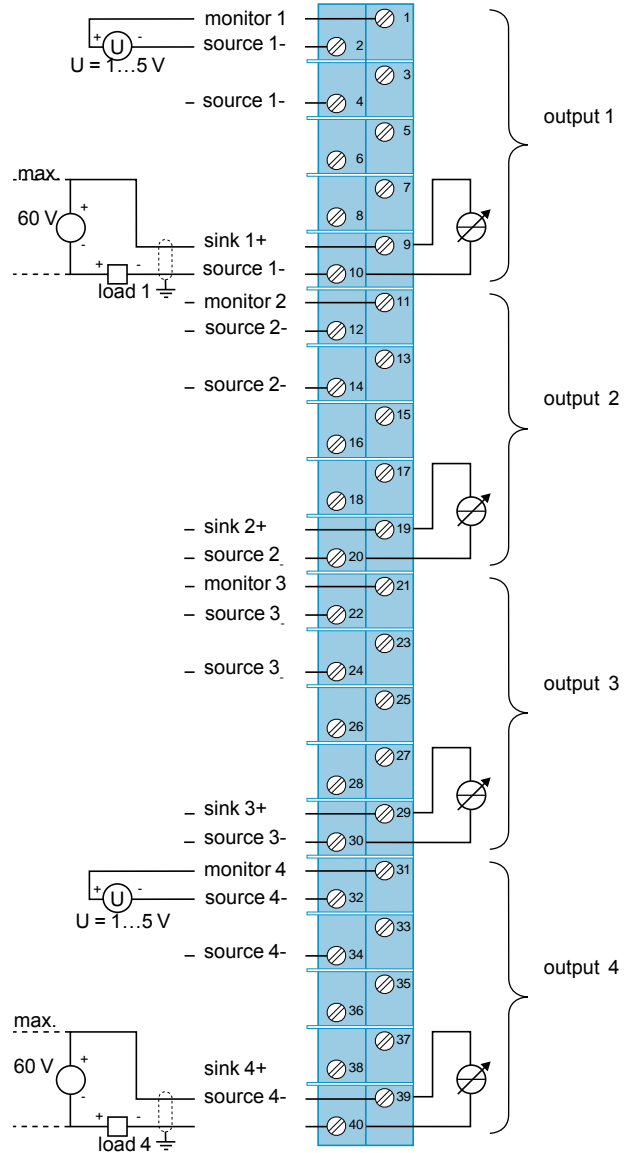 monitor 1 1
+ U - source 1- 2
U = 1…5 V
3
– source 1- 4
output 1
5
6
max.
7
60 V + 8
-
sink 1+ 9
+ - source 1- 10
load 1
– monitor 2 11
– source 2- 12
13
– source 2- 14
output 2
15
16
17
18
– sink 2+ 19
– source 2_ 20
– monitor 3 21
– source 3_ 22
23
– source 3_ 24
output 3
25
26
27
28
– sink 3+ 29
– source 3- 30
monitor 4 31
+ U - source 4- 32
U = 1…5 V
33
– source 4- 34
output 4
35
36
max.
37
60 V + sink 4+ 38
- source 4- 39
+ - 40
load 4